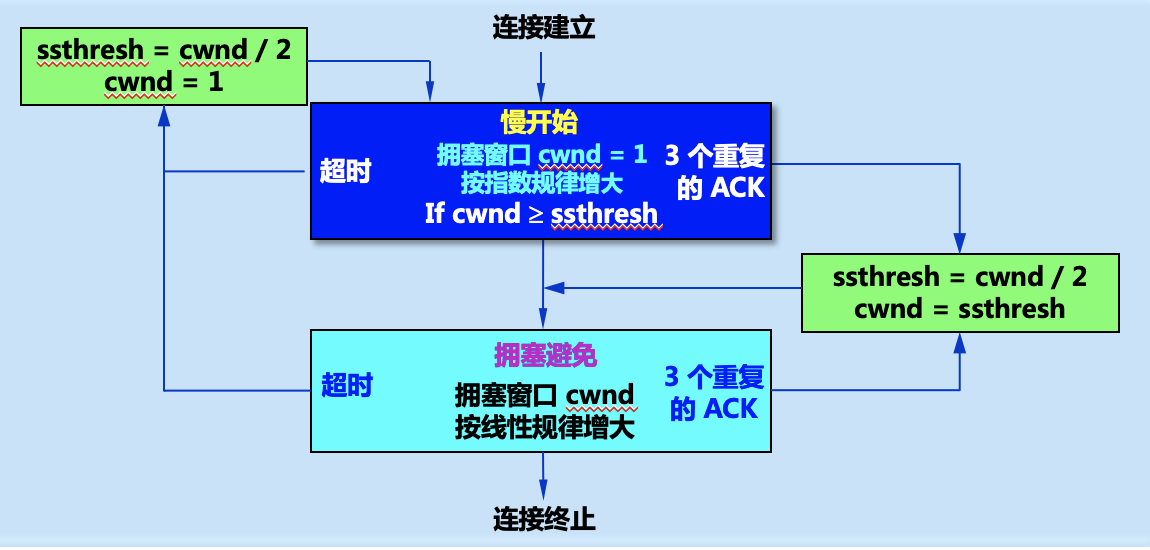 连接建立
ssthresh = cwnd / 2
cwnd = 1
慢开始
超时
拥塞窗口 cwnd = 1
按指数规律增大
If cwnd ≥ ssthresh
3 个重复
的 ACK
ssthresh = cwnd / 2
cwnd = ssthresh
拥塞避免
超时
拥塞窗口 cwnd
按线性规律增大
3 个重复
的 ACK
连接终止